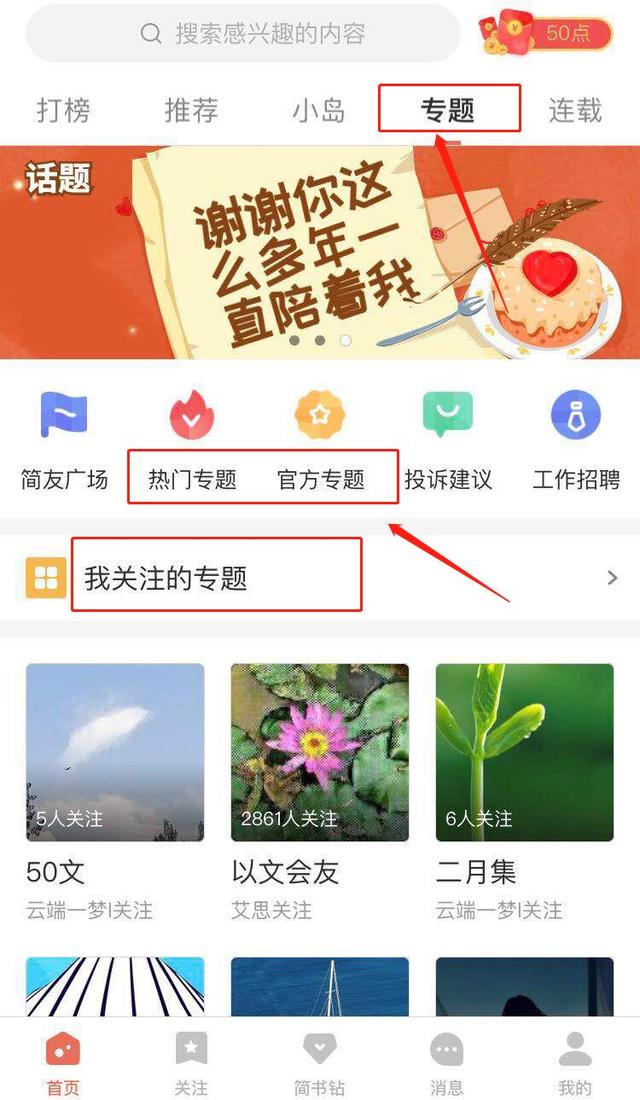 搜索感兴趣的内容
50点
打榜 推荐 小岛 专题 连载
话题
谢谢你这
么多年一
直陪着我
简友广场 热门专题 官方专题 投诉建议 工作招聘
我关注的专题
5人关注 2861人关注 6人关注
50文 以文会友 二月集
云端一梦l关注 艾思关注 云端一梦l关注
首页 关注 简书钻 消息 我的